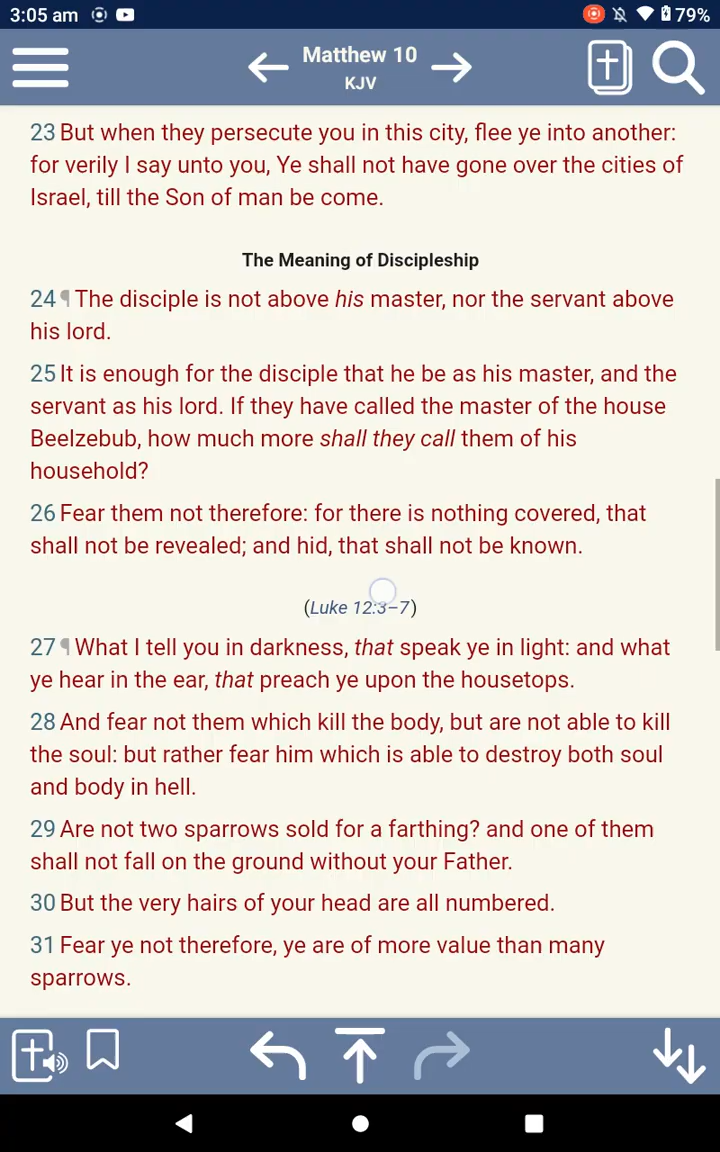 3:05 am
79%
Matthew 10
KJV
23 But when they persecute you in this city, flee ye into another:
for verily I say unto you, Ye shall not have gone over the cities of
Israel, till the Son of man be come.
The Meaning of Discipleship
24 ¶ The disciple is not above his master, nor the servant above
his lord.
25 It is enough for the disciple that he be as his master, and the
servant as his lord. If they have called the master of the house
Beelzebub, how much more shall they call them of his
household?
26 Fear them not therefore: for there is nothing covered, that
shall not be revealed; and hid, that shall not be known.
(Luke 12:3–7)
27 ¶ What I tell you in darkness, that speak ye in light: and what
ye hear in the ear, that preach ye upon the housetops.
28 And fear not them which kill the body, but are not able to kill
the soul: but rather fear him which is able to destroy both soul
and body in hell.
29 Are not two sparrows sold for a farthing? and one of them
shall not fall on the ground without your Father.
30 But the very hairs of your head are all numbered.
31 Fear ye not therefore, ye are of more value than many
sparrows.